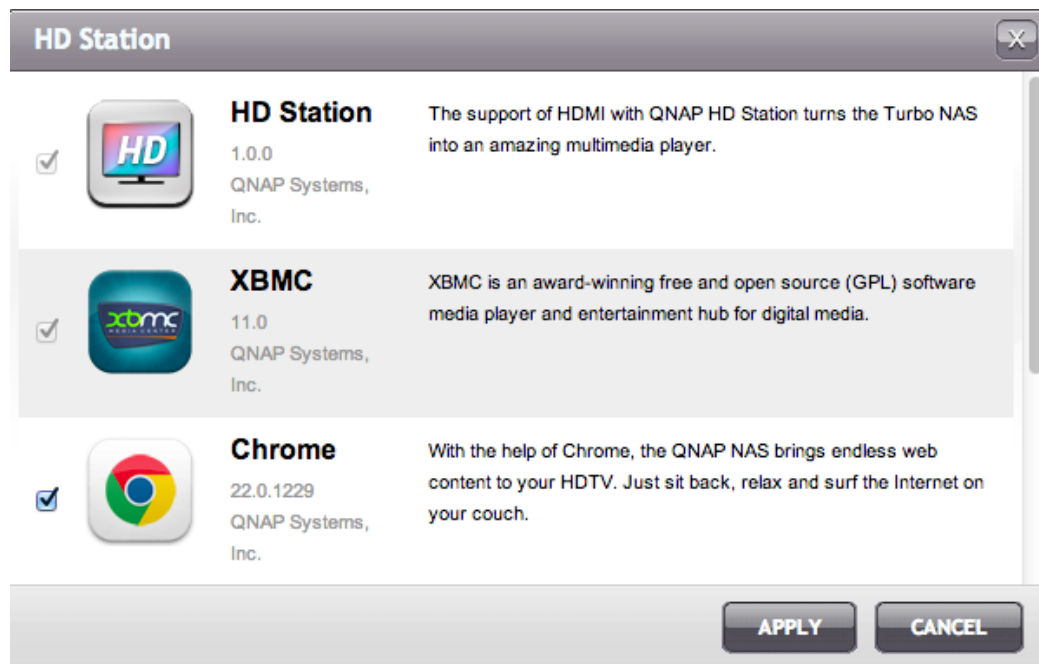 HD Station
HD
HD Station
1.0.0
QNAP Systems,
Inc.
The support of HDMI with QNAP HD Station turns the Turbo NAS
into an amazing multimedia player.
xbmc
MEDIA CENTER
XBMC
11.0
QNAP Systems,
Inc.
XBMC is an award-winning free and open source (GPL) software
media player and entertainment hub for digital media.
Chrome
22.0.1229
QNAP Systems,
Inc.
With the help of Chrome, the QNAP NAS brings endless web
content to your HDTV. Just sit back, relax and surf the Internet on
your couch.
APPLY
CANCEL